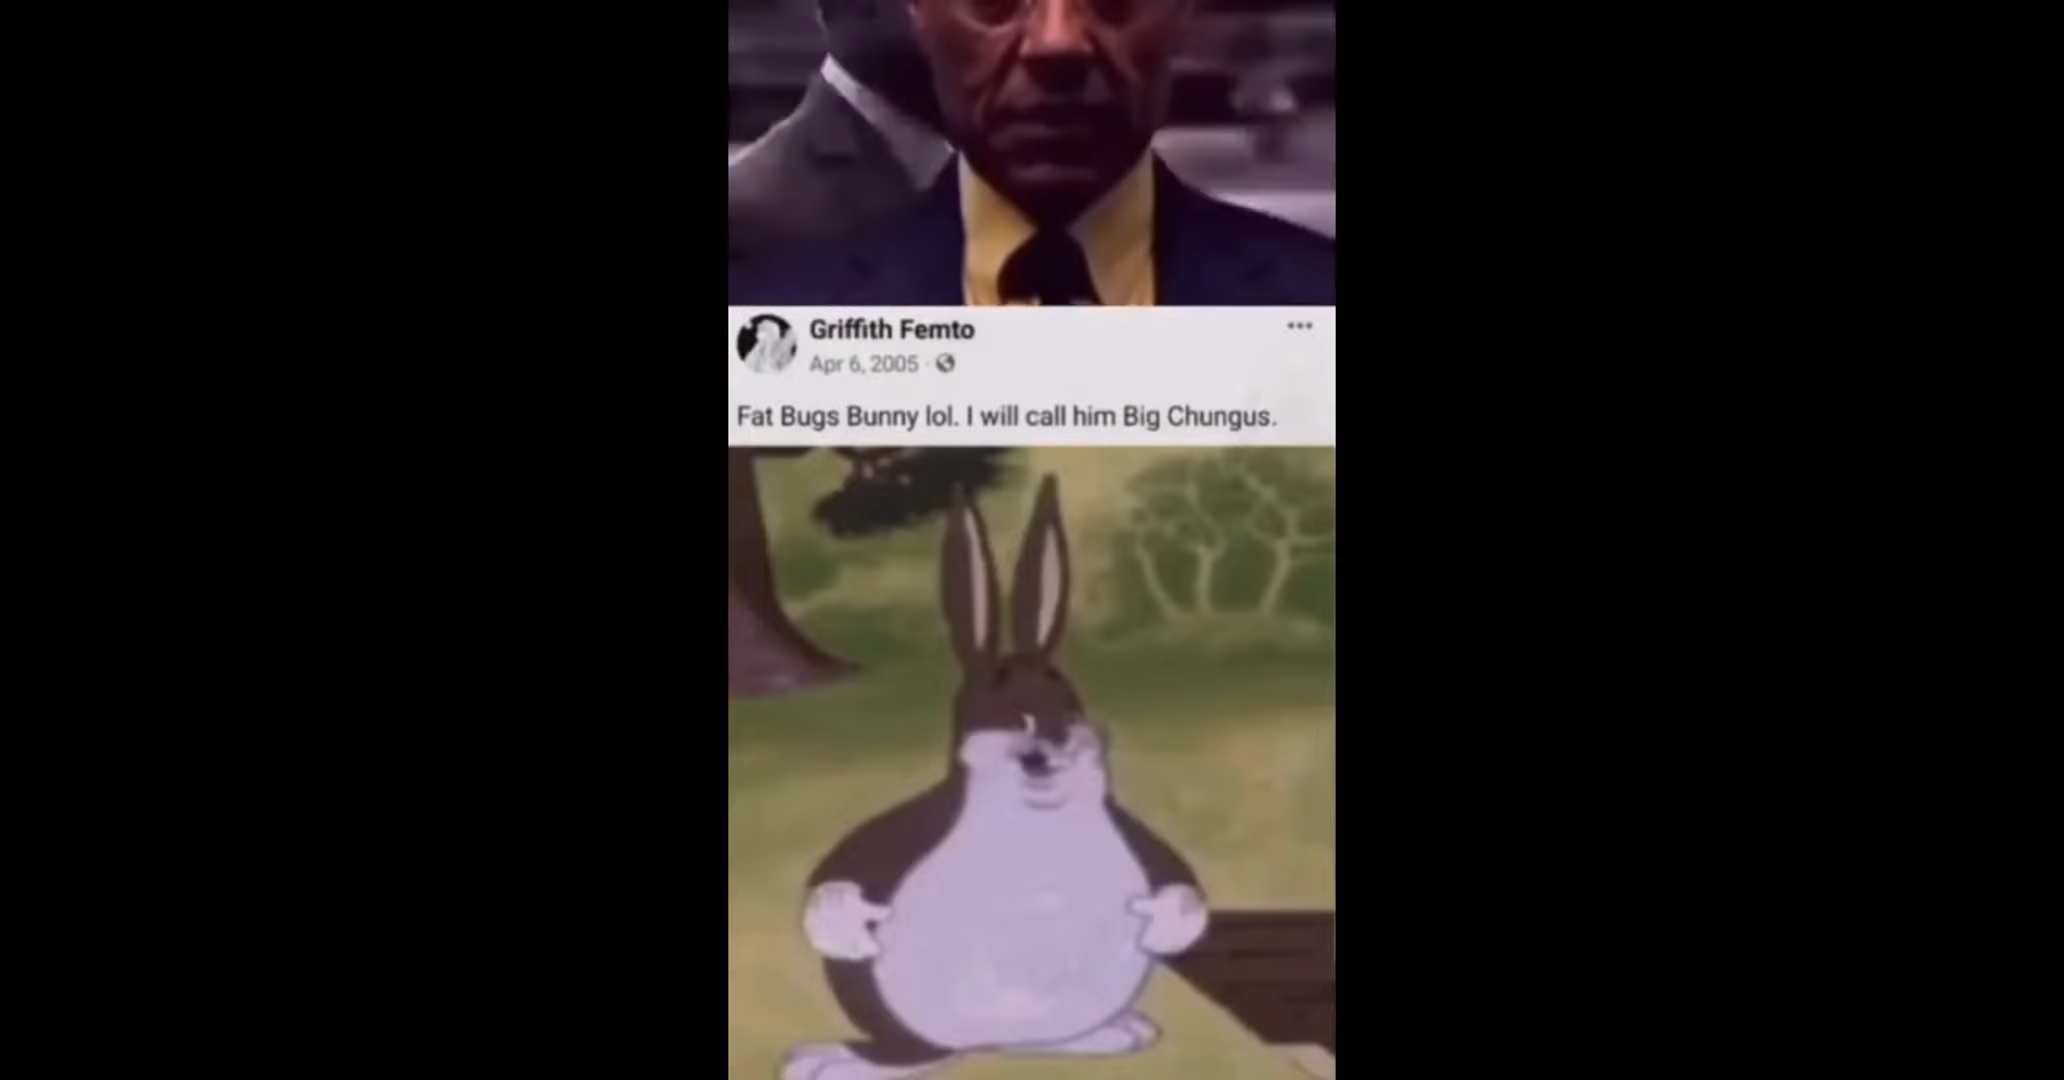 Griffith Femto
Apr 6, 2005
Fat Bugs Bunny lol. I will call him Big Chungus.